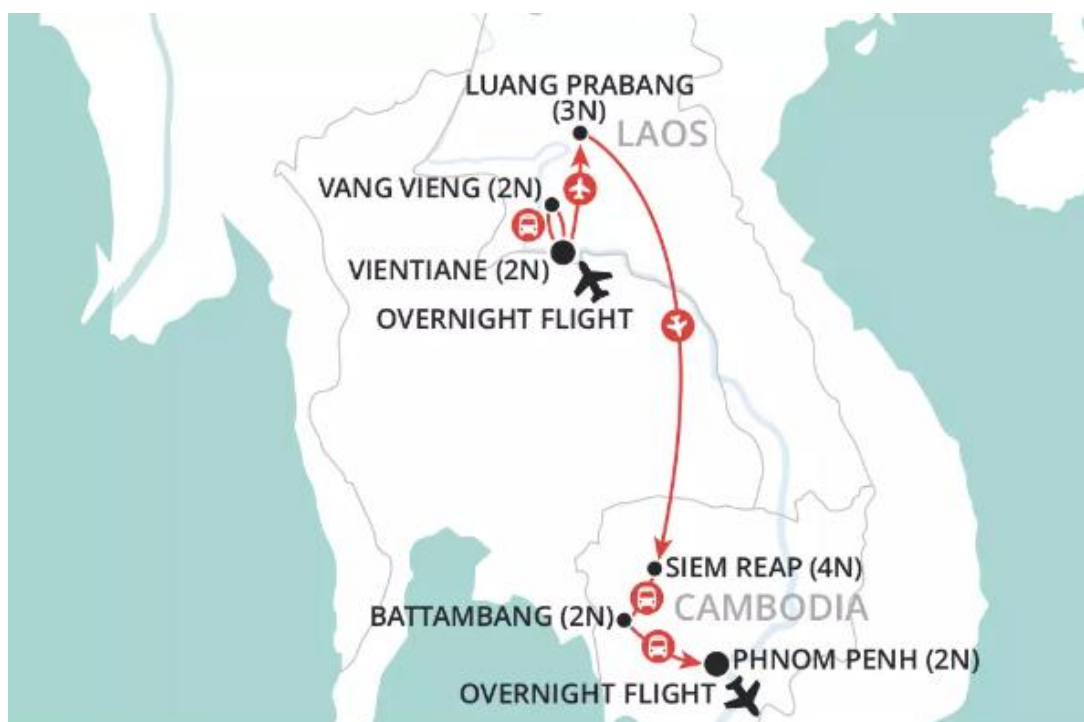 LUANG PRABANG
(3N)
LAOS
VANG VIENG (2N)
VIENTIANE (2N)
OVERNIGHT FLIGHT
SIEM REAP (4N)
CAMBODIA
BATTAMBANG (2N)
PHNOM PENH (2N)
OVERNIGHT FLIGHT